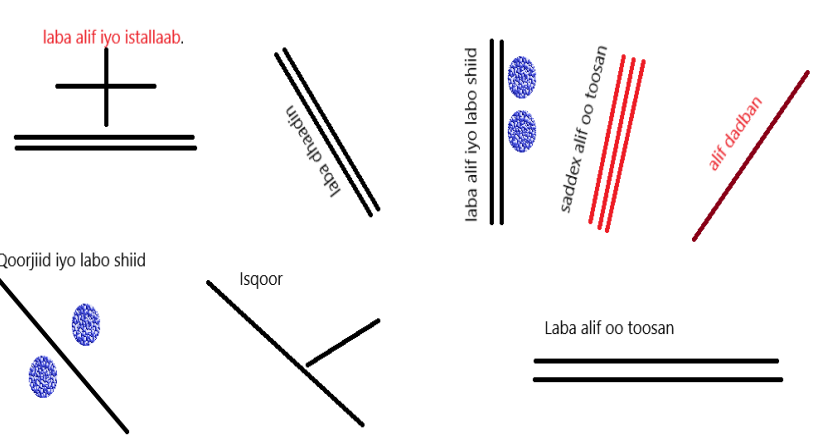 laba alif iyo istallaab.
laba dhaadin
laba alif iyo labo shiid
saddex alif oo toosan
alif dadban
Qoorjiid iyo labo shiid
Isqoor
Laba alif oo toosan